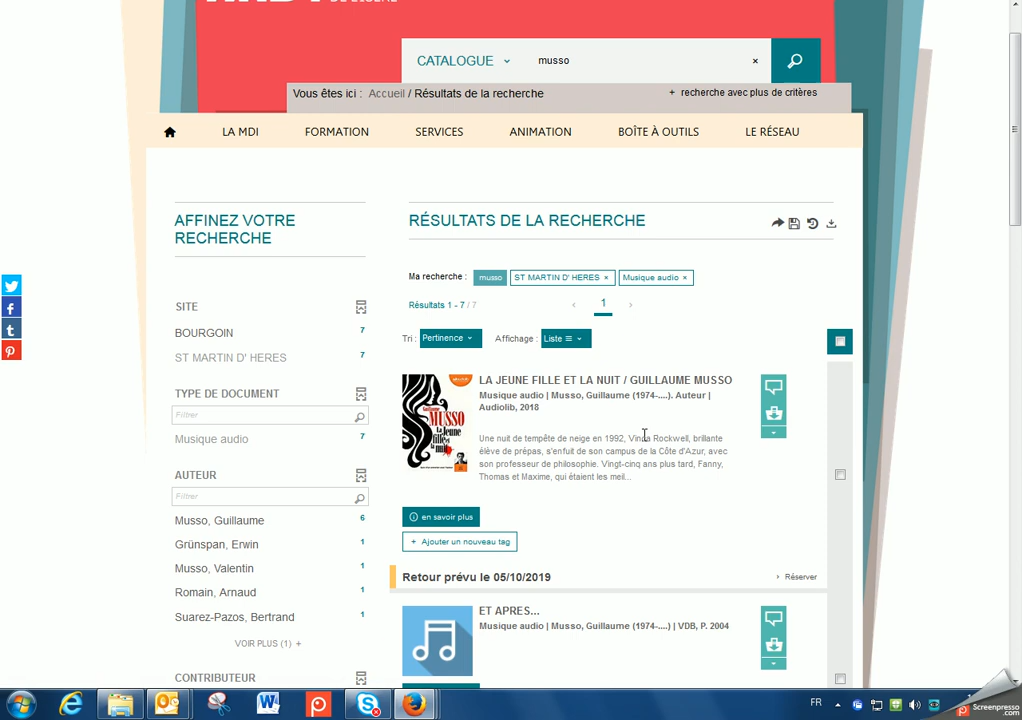 CATALOGUE musso ×
Vous êtes ici : Accueil / Résultats de la recherche + recherche avec plus de critères
LA MDI FORMATION SERVICES ANIMATION BOÎTE À OUTILS LE RÉSEAU
AFFINEZ VOTRE
RECHERCHE
SITE
BOURGOIN 7
ST MARTIN D' HERES 7
TYPE DE DOCUMENT
Filtrer
Musique audio 7
AUTEUR
Filtrer
Musso, Guillaume 6
Grünspan, Erwin 1
Musso, Valentin 1
Romain, Arnaud 1
Suarez-Pazos, Bertrand 1
VOIR PLUS (1) +
CONTRIBUTEUR
RÉSULTATS DE LA RECHERCHE
Ma recherche : musso ST MARTIN D' HERES × Musique audio ×
Résultats 1 - 7 / 7 ‹ 1 ›
Tri : Pertinence Affichage : Liste
Guillaume
MUSSO
La Jeune
Fille
et la
nuit
LA JEUNE FILLE ET LA NUIT / GUILLAUME MUSSO
Musique audio | Musso, Guillaume (1974-....). Auteur |
Audiolib, 2018
Une nuit de tempête de neige en 1992, Vinca Rockwell, brillante
élève de prépas, s'enfuit de son campus de la Côte d'Azur, avec
son professeur de philosophie. Vingt-cinq ans plus tard, Fanny,
Thomas et Maxime, qui étaient les meil...
en savoir plus
+ Ajouter un nouveau tag
Retour prévu le 05/10/2019 › Réserver
ET APRES...
Musique audio | Musso, Guillaume (1974-....) | VDB, P. 2004
FR
Screenpresso
.com